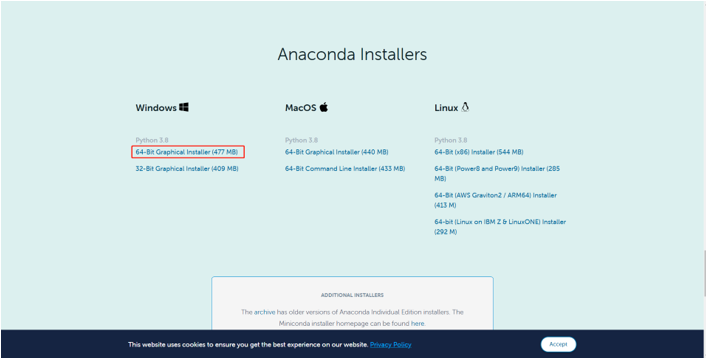 Anaconda Installers
Windows
Python 3.8
64-Bit Graphical Installer (477 MB)
32-Bit Graphical Installer (409 MB)
MacOS
Python 3.8
64-Bit Graphical Installer (440 MB)
64-Bit Command Line Installer (433 MB)
Linux
Python 3.8
64-Bit (x86) Installer (544 MB)
64-Bit (Power8 and Power9) Installer (285
MB)
64-Bit (AWS Graviton2 / ARM64) Installer
(413 M)
64-bit (Linux on IBM Z & LinuxONE) Installer
(292 M)
ADDITIONAL INSTALLERS
The archive has older versions of Anaconda Individual Edition installers. The
Miniconda installer homepage can be found here.
This website uses cookies to ensure you get the best experience on our website. Privacy Policy
Accept